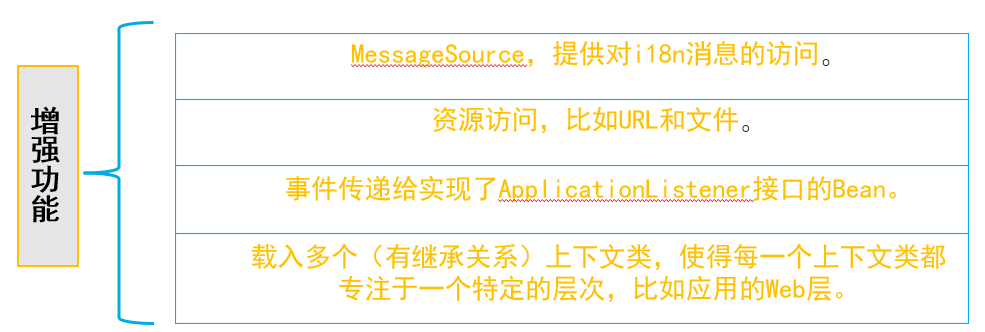 增强功能
MessageSource，提供对i18n消息的访问。
资源访问，比如URL和文件。
事件传递给实现了ApplicationListener接口的Bean。
载入多个（有继承关系）上下文类，使得每一个上下文类都
专注于一个特定的层次，比如应用的Web层。